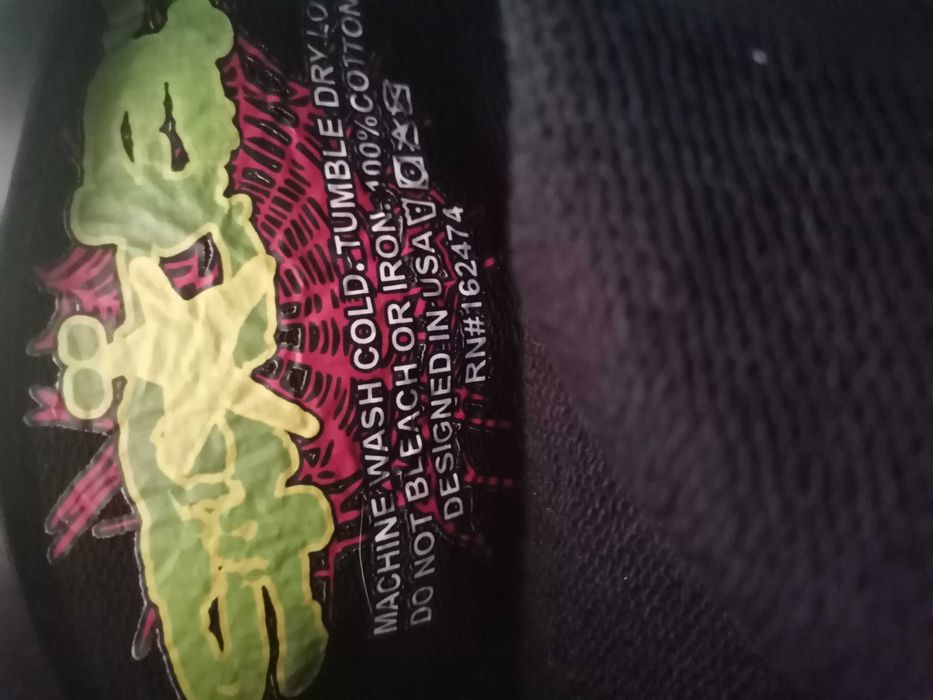 MACHINE WASH COLD. TUMBLE DRY LO
DO NOT BLEACH OR IRON. 100% COTTON
DESIGNED IN USA
RN#162474